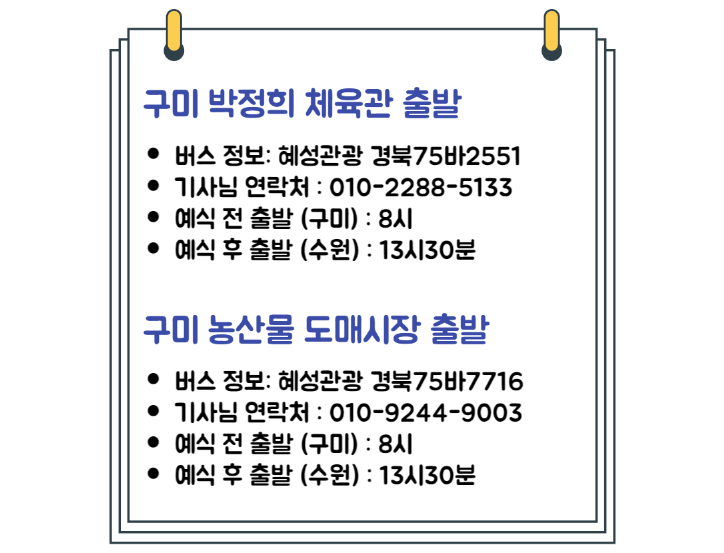 구미 박정희 체육관 출발
• 버스 정보: 혜성관광 경북75바2551
• 기사님 연락처 : 010-2288-5133
• 예식 전 출발 (구미) : 8시
• 예식 후 출발 (수원) : 13시30분
구미 농산물 도매시장 출발
• 버스 정보: 혜성관광 경북75바7716
• 기사님 연락처 : 010-9244-9003
• 예식 전 출발 (구미) : 8시
• 예식 후 출발 (수원) : 13시30분